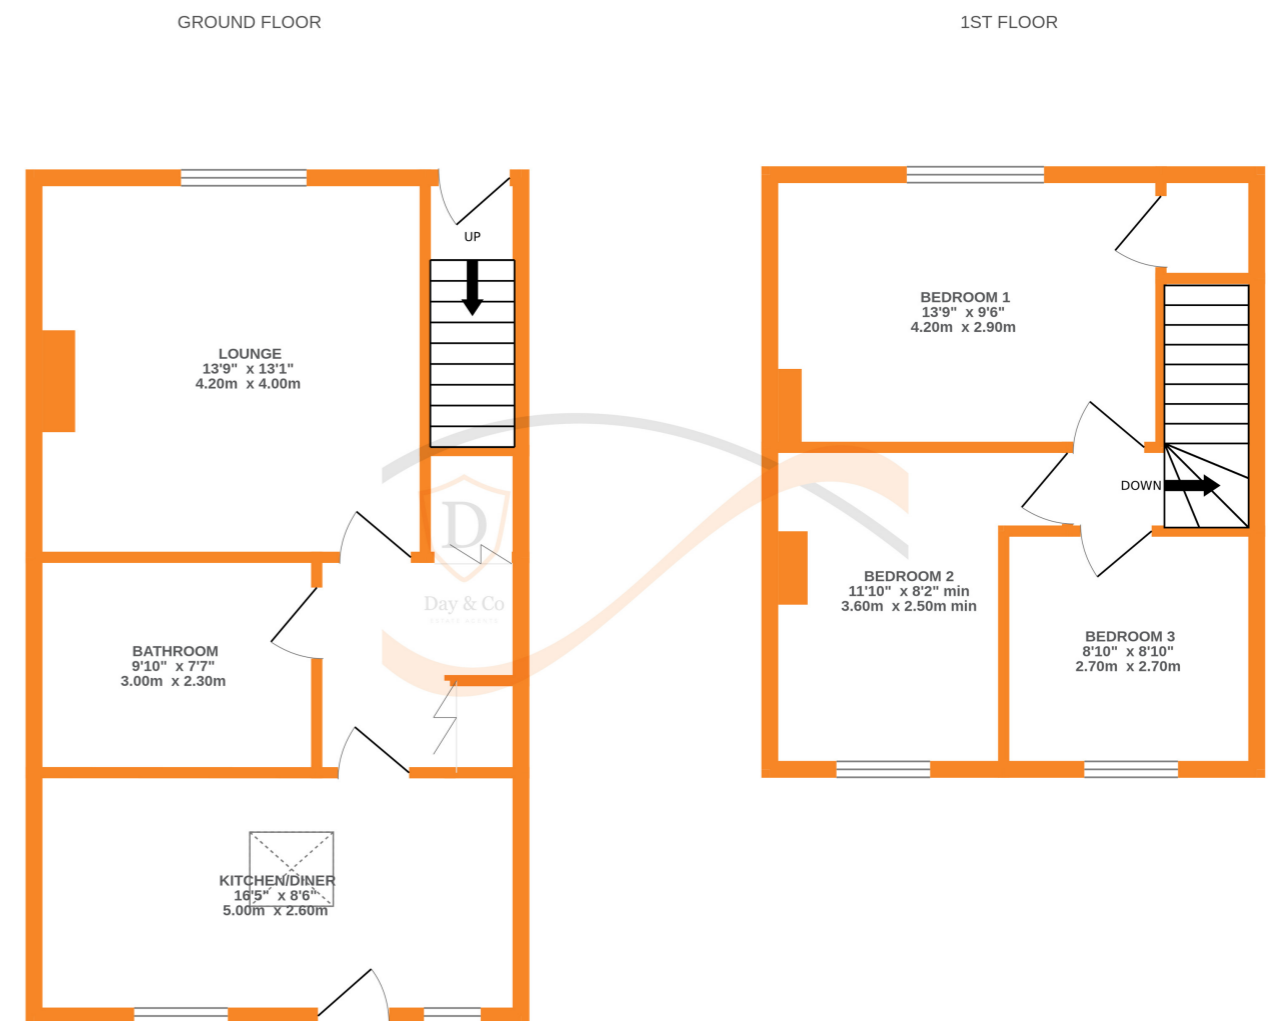 GROUND FLOOR
1ST FLOOR
UP
LOUNGE
13'9" x 13'1"
4.20m x 4.00m
BATHROOM
9'10" x 7'7"
3.00m x 2.30m
KITCHEN/DINER
16'5" x 8'6"
5.00m x 2.60m
D
Day & Co
ESTATE AGENTS
BEDROOM 1
13'9" x 9'6"
4.20m x 2.90m
DOWN
BEDROOM 2
11'10" x 8'2" min
3.60m x 2.50m min
BEDROOM 3
8'10" x 8'10"
2.70m x 2.70m